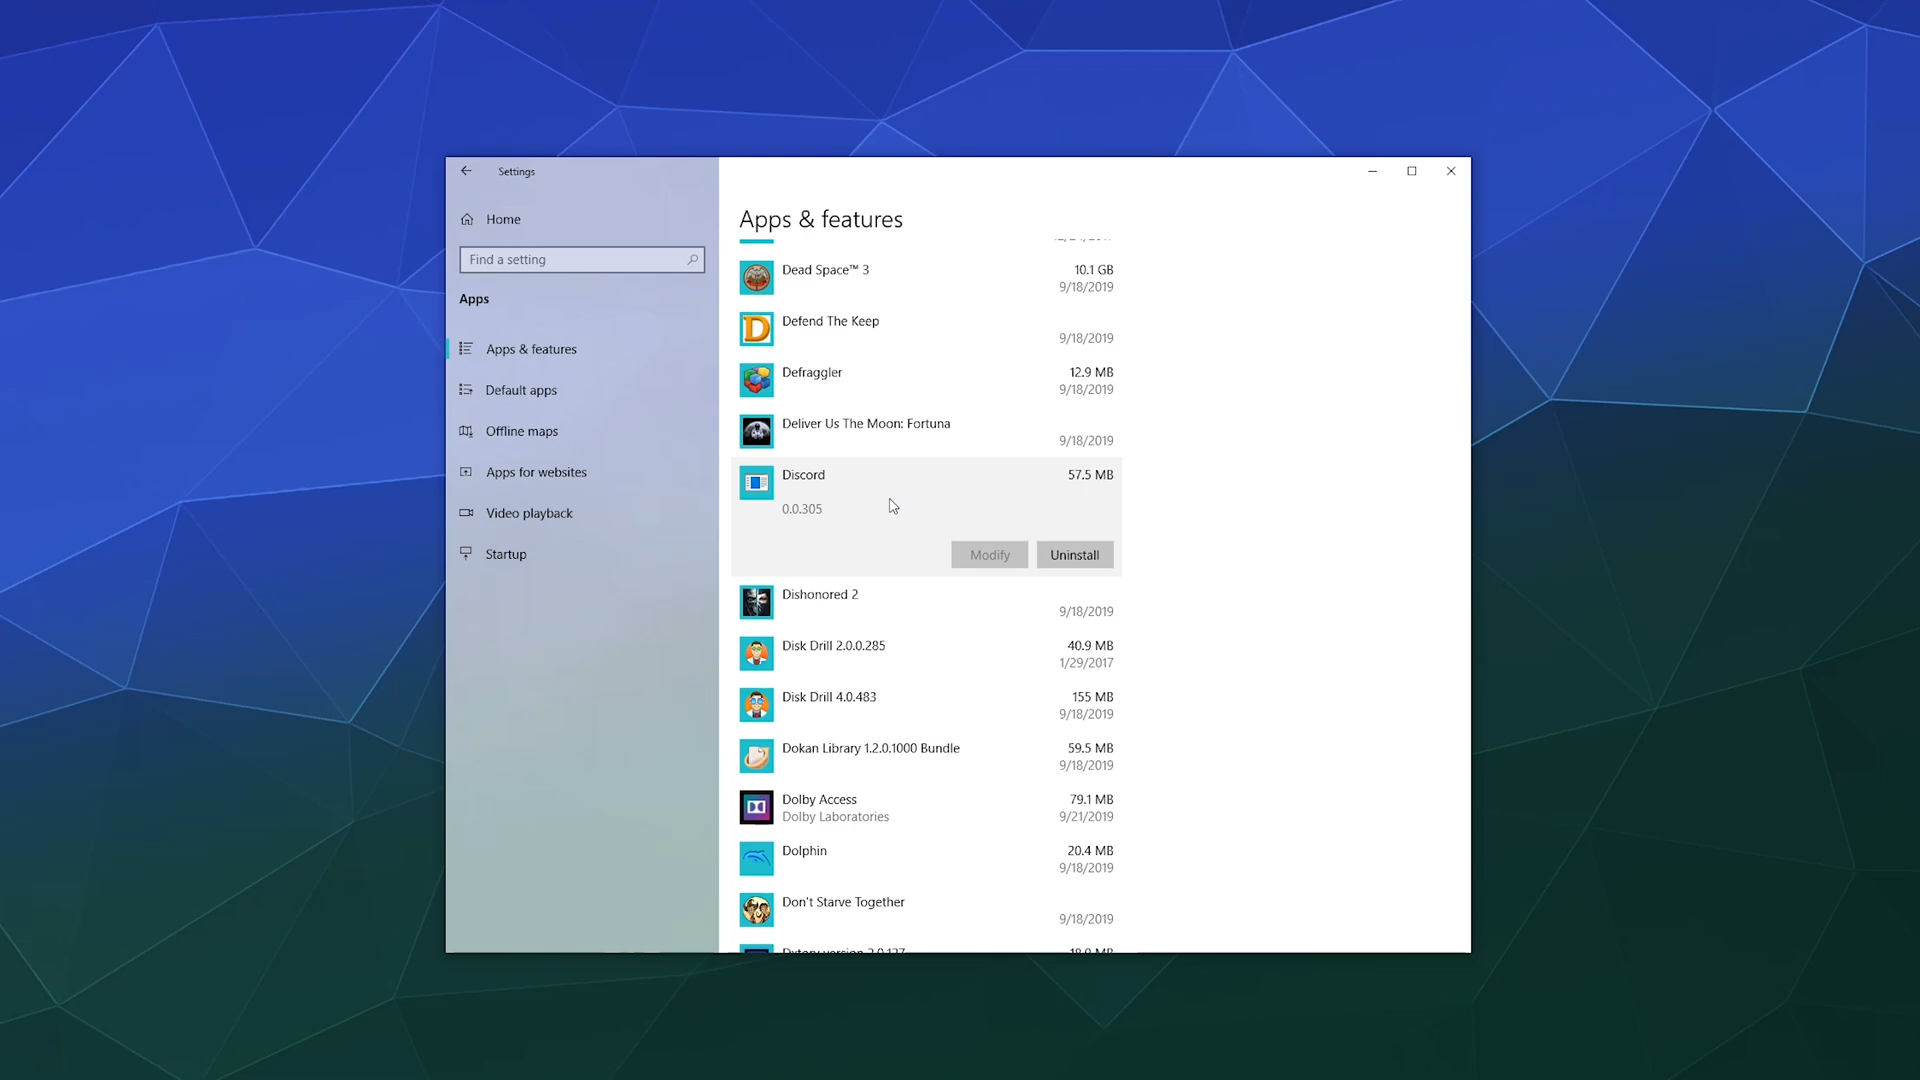 Settings
Home
Find a setting
Apps
Apps & features
Default apps
Offline maps
Apps for websites
Video playback
Startup
Apps & features
Dead Space™ 3
10.1 GB
9/18/2019
Defend The Keep
9/18/2019
Defraggler
12.9 MB
9/18/2019
Deliver Us The Moon: Fortuna
9/18/2019
Discord
57.5 MB
0.0.305
Modify
Uninstall
Dishonored 2
9/18/2019
Disk Drill 2.0.0.285
40.9 MB
1/29/2017
Disk Drill 4.0.483
155 MB
9/18/2019
Dokan Library 1.2.0.1000 Bundle
59.5 MB
9/18/2019
Dolby Access
79.1 MB
Dolby Laboratories
9/21/2019
Dolphin
20.4 MB
9/18/2019
Don't Starve Together
9/18/2019